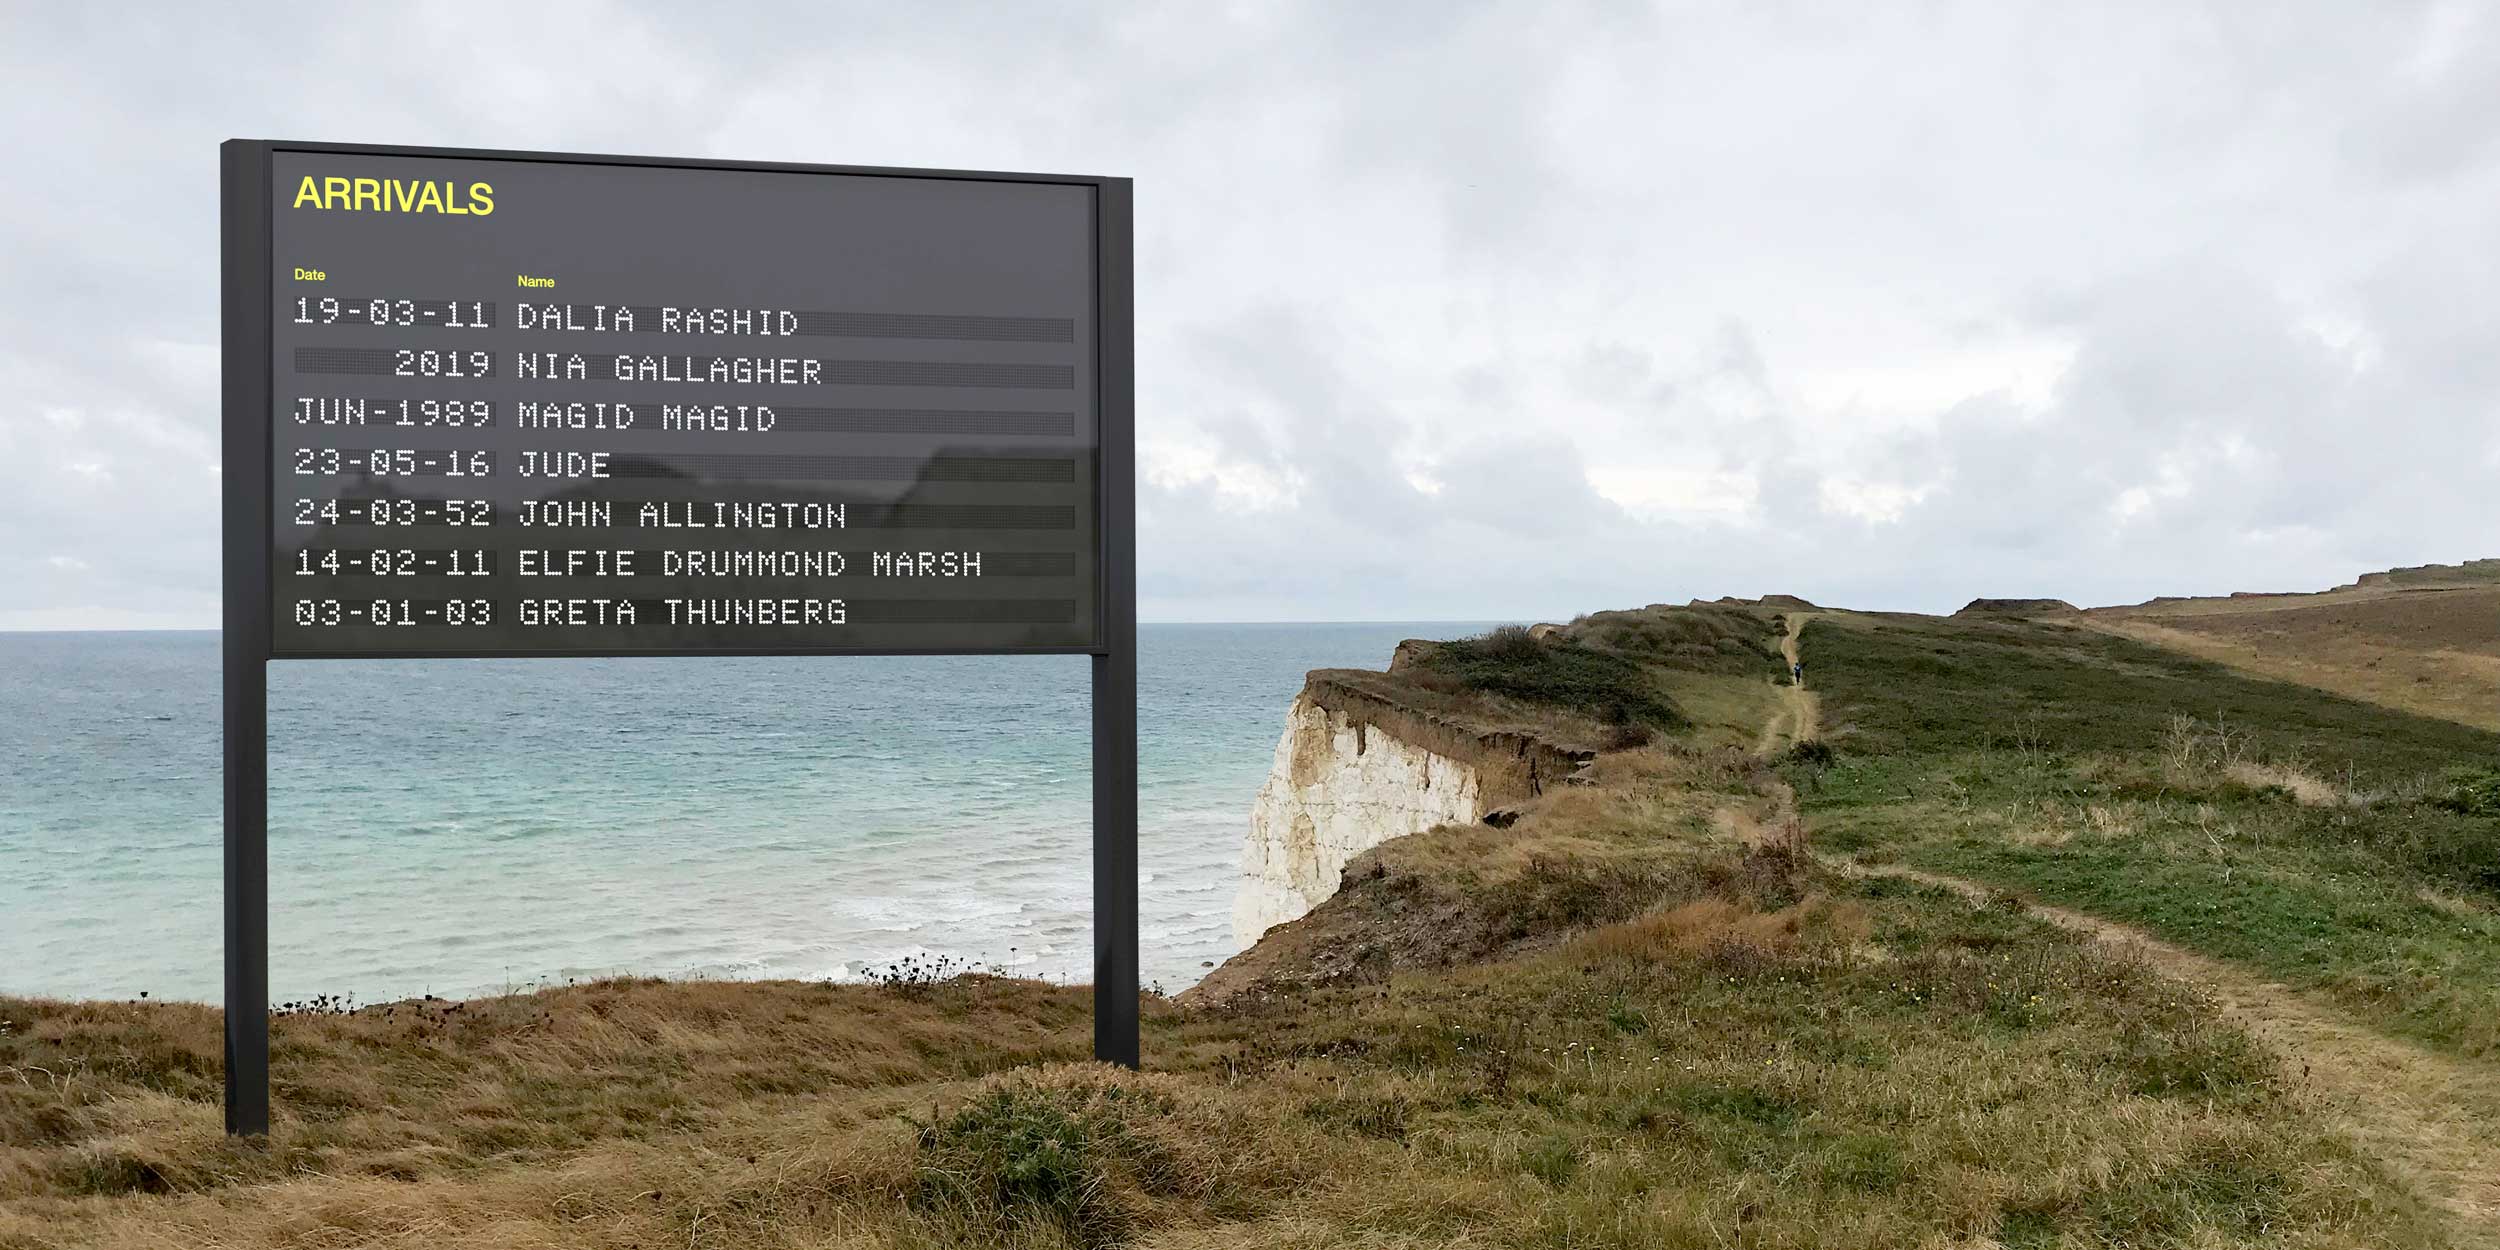 ARRIVALS
Date Name
19-03-11 DALIA RASHID
2019 NIA GALLAGHER
JUN-1989 MAGID MAGID
23-05-16 JUDE
24-03-52 JOHN ALLINGTON
14-02-11 ELFIE DRUMMOND MARSH
03-01-03 GRETA THUNBERG